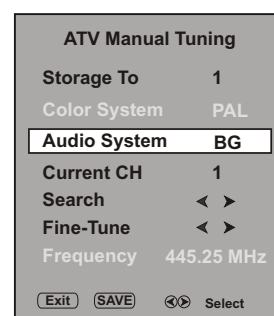 ATV Manual Tuning
Storage To 1
Color System PAL
Audio System BG
Current CH 1
Search
Fine-Tune
Frequency 445.25 MHz
Exit SAVE Select